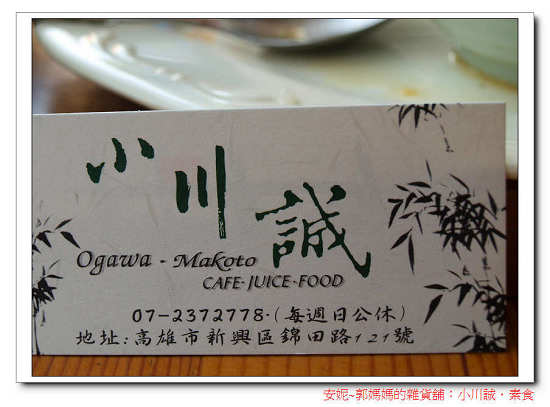 小川誠
Ogawa - Makoto
CAFE·JUICE·FOOD
07-2372778·(每週日公休)
地址:高雄市新興區錦田路121號
安妮~郭媽媽的雜貨舖：小川誠‧素食